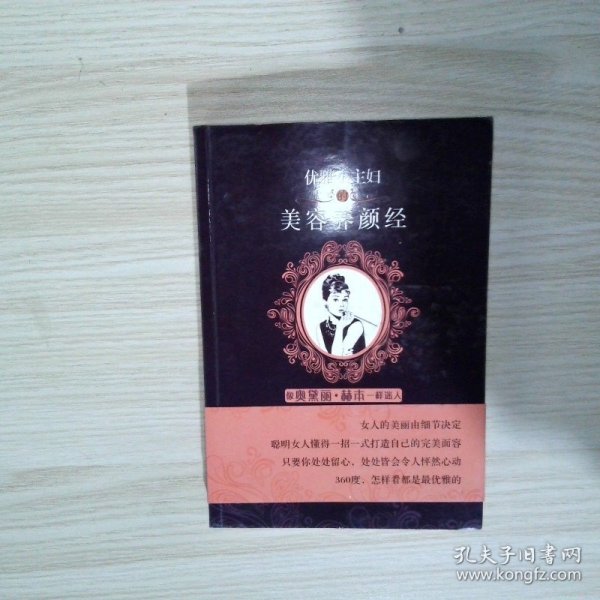 优雅主妇
的
美容养颜经
像奥黛丽·赫本一样迷人
女人的美丽由细节决定
聪明女人懂得一招一式打造自己的完美面容
只要你处处留心，处处皆会令人怦然心动
360度，怎样看都是最优雅的
孔夫子旧书网
www.kongfz.com